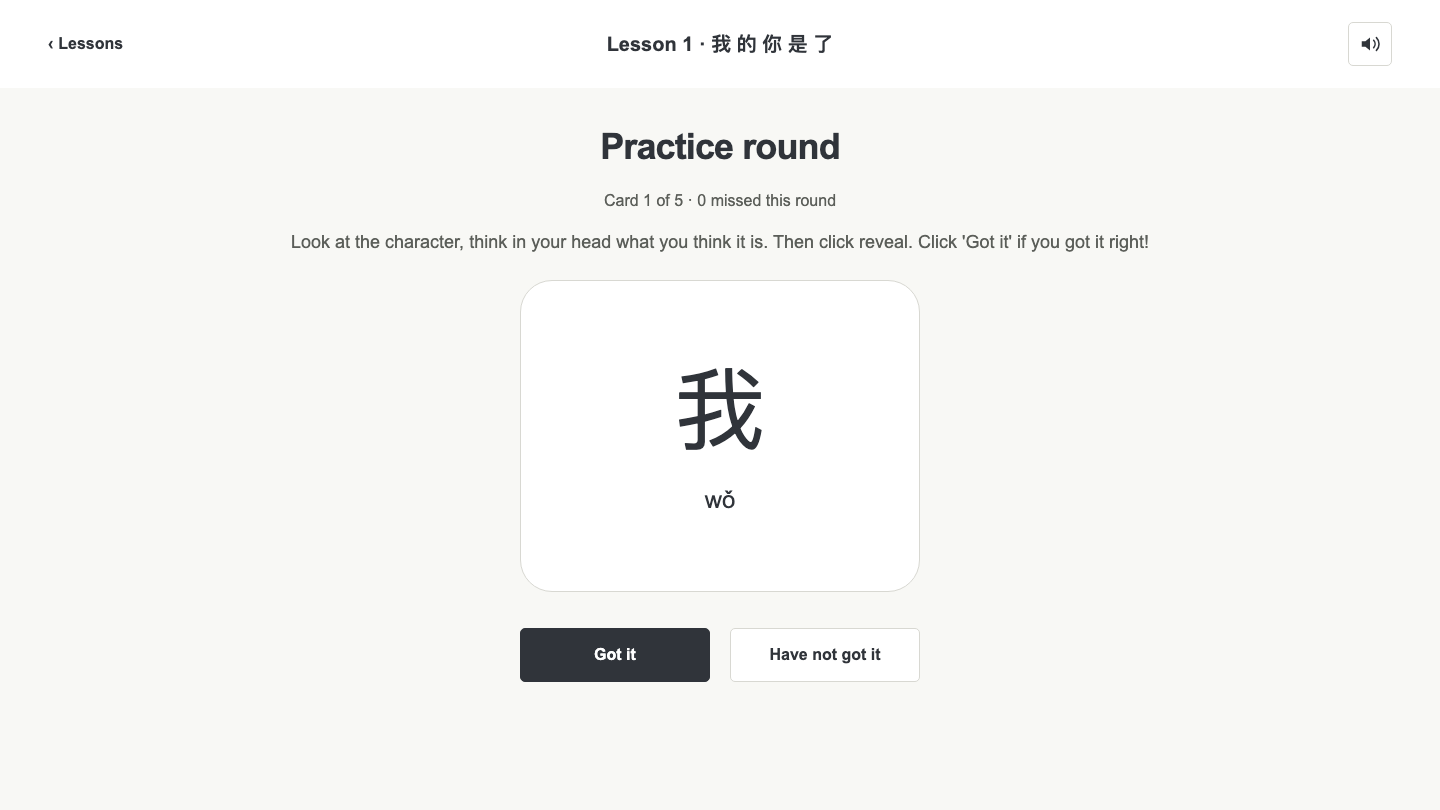 ‹ Lessons
Lesson 1 · 我 的 你 是 了
Practice round
Card 1 of 5 · 0 missed this round
Look at the character, think in your head what you think it is. Then click reveal. Click 'Got it' if you got it right!
我
wǒ
Got it
Have not got it